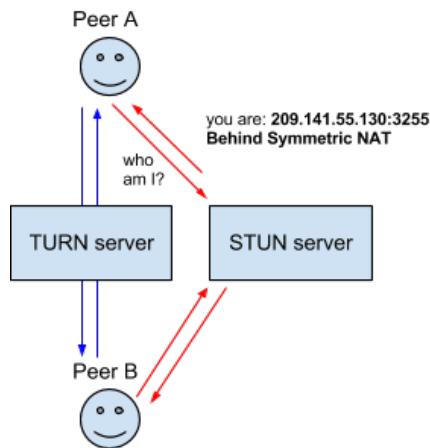 Peer A
you are: 209.141.55.130:3255
Behind Symmetric NAT
who
am I?
TURN server
STUN server
Peer B